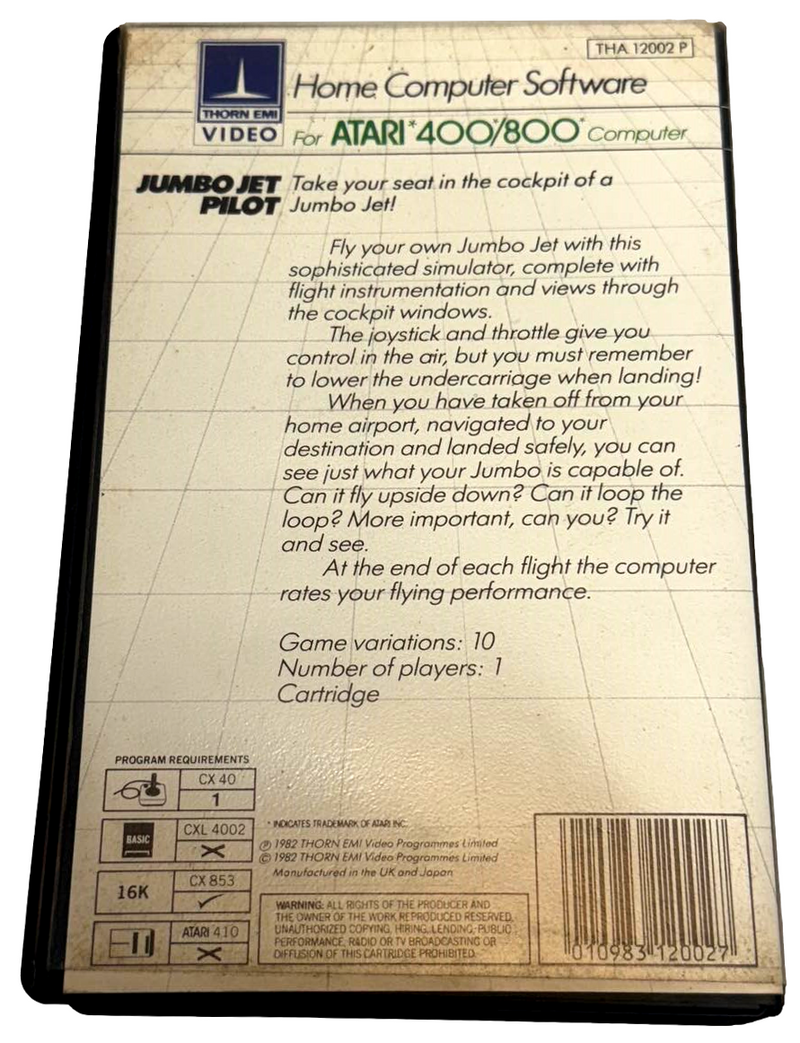 THA 12002 P
THORN EMI
VIDEO
Home Computer Software
For ATARI* 400/800* Computer
JUMBO JET
PILOT
Take your seat in the cockpit of a
Jumbo Jet!
Fly your own Jumbo Jet with this
sophisticated simulator, complete with
flight instrumentation and views through
the cockpit windows.
The joystick and throttle give you
control in the air, but you must remember
to lower the undercarriage when landing!
When you have taken off from your
home airport, navigated to your
destination and landed safely, you can
see just what your Jumbo is capable of.
Can it fly upside down? Can it loop the
loop? More important, can you? Try it
and see.
At the end of each flight the computer
rates your flying performance.
Game variations: 10
Number of players: 1
Cartridge
PROGRAM REQUIREMENTS
CX 40
1
BASIC
CXL 4002
16K
CX 853
ATARI 410
* INDICATES TRADEMARK OF ATARI INC.
Ⓟ 1982 THORN EMI Video Programmes Limited
© 1982 THORN EMI Video Programmes Limited
Manufactured in the UK and Japan
WARNING: ALL RIGHTS OF THE PRODUCER AND
THE OWNER OF THE WORK REPRODUCED RESERVED.
UNAUTHORIZED COPYING, HIRING, LENDING, PUBLIC
PERFORMANCE, RADIO OR TV BROADCASTING OR
DIFFUSION OF THIS CARTRIDGE PROHIBITED.
010983 120027